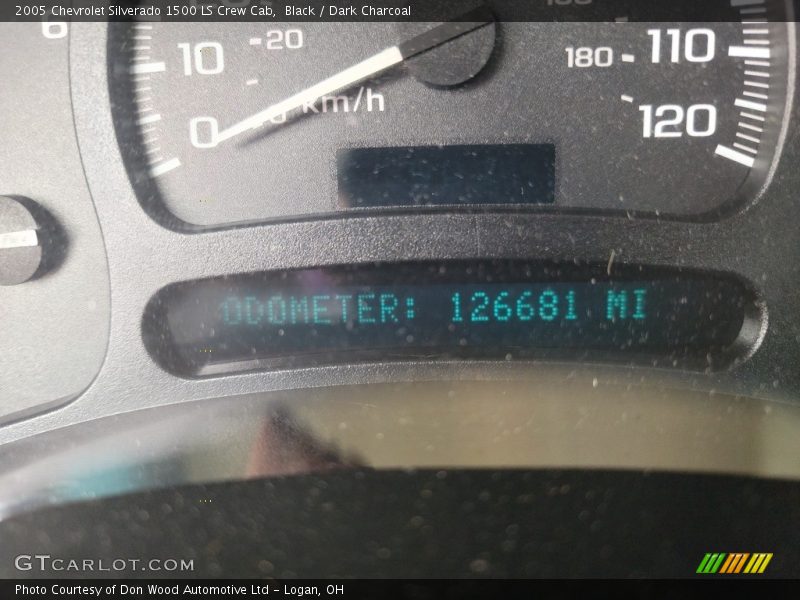 2005 Chevrolet Silverado 1500 LS Crew Cab, Black / Dark Charcoal
10
20
180
110
0
km/h
120
ODOMETER: 126681 MI
GTCARLOT.COM
Photo Courtesy of Don Wood Automotive Ltd - Logan, OH